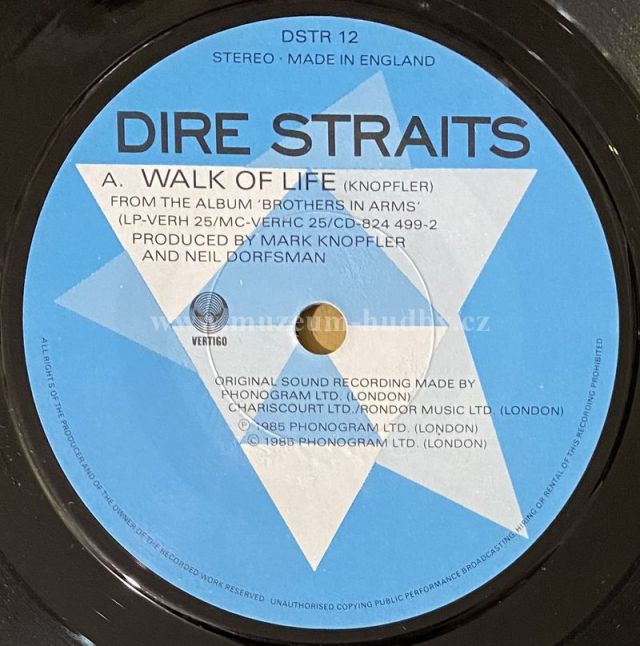 DSTR 12
STEREO · MADE IN ENGLAND
DIRE STRAITS
A. WALK OF LIFE (KNOPFLER)
FROM THE ALBUM ‘BROTHERS IN ARMS’
(LP-VERH 25/MC-VERHC 25/CD-824 499-2
PRODUCED BY MARK KNOPFLER
AND NEIL DORFSMAN
www.muzeum-hudby.cz
VERTIGO
ORIGINAL SOUND RECORDING MADE BY
PHONOGRAM LTD. (LONDON)
CHARISCOURT LTD./RONDOR MUSIC LTD. (LONDON)
Ⓟ 1985 PHONOGRAM LTD. (LONDON)
© 1985 PHONOGRAM LTD. (LONDON)
ALL RIGHTS OF THE PRODUCER AND OF THE OWNER OF THE RECORDED WORK RESERVED · UNAUTHORISED COPYING PUBLIC PERFORMANCE BROADCASTING HIRING OR RENTAL OF THIS RECORDING PROHIBITED